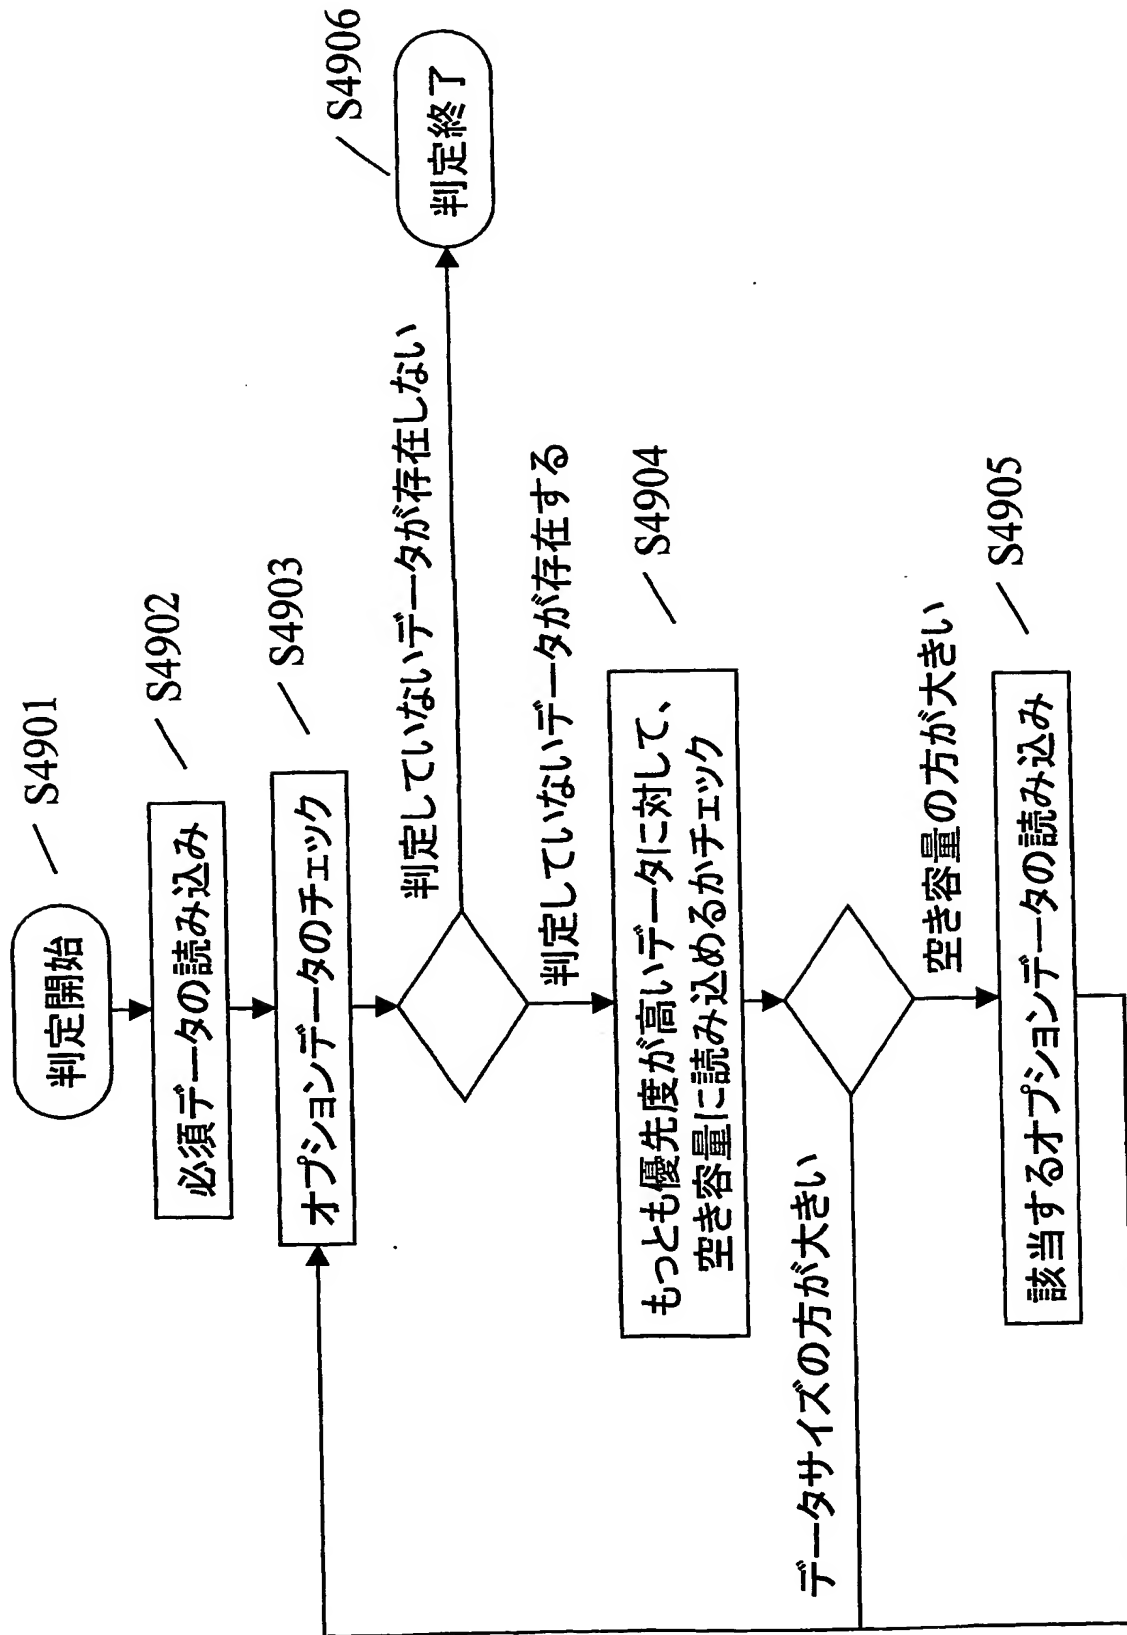 判定開始
S4901
必須データの読み込み
S4902
オプションデータのチェック
S4903
判定していないデータが存在しない
判定終了
S4906
判定していないデータが存在する
もっとも優先度が高いデータに対して、
空き容量に読み込めるかチェック
S4904
データサイズの方が大きい
空き容量の方が大きい
該当するオプションデータの読み込み
S4905